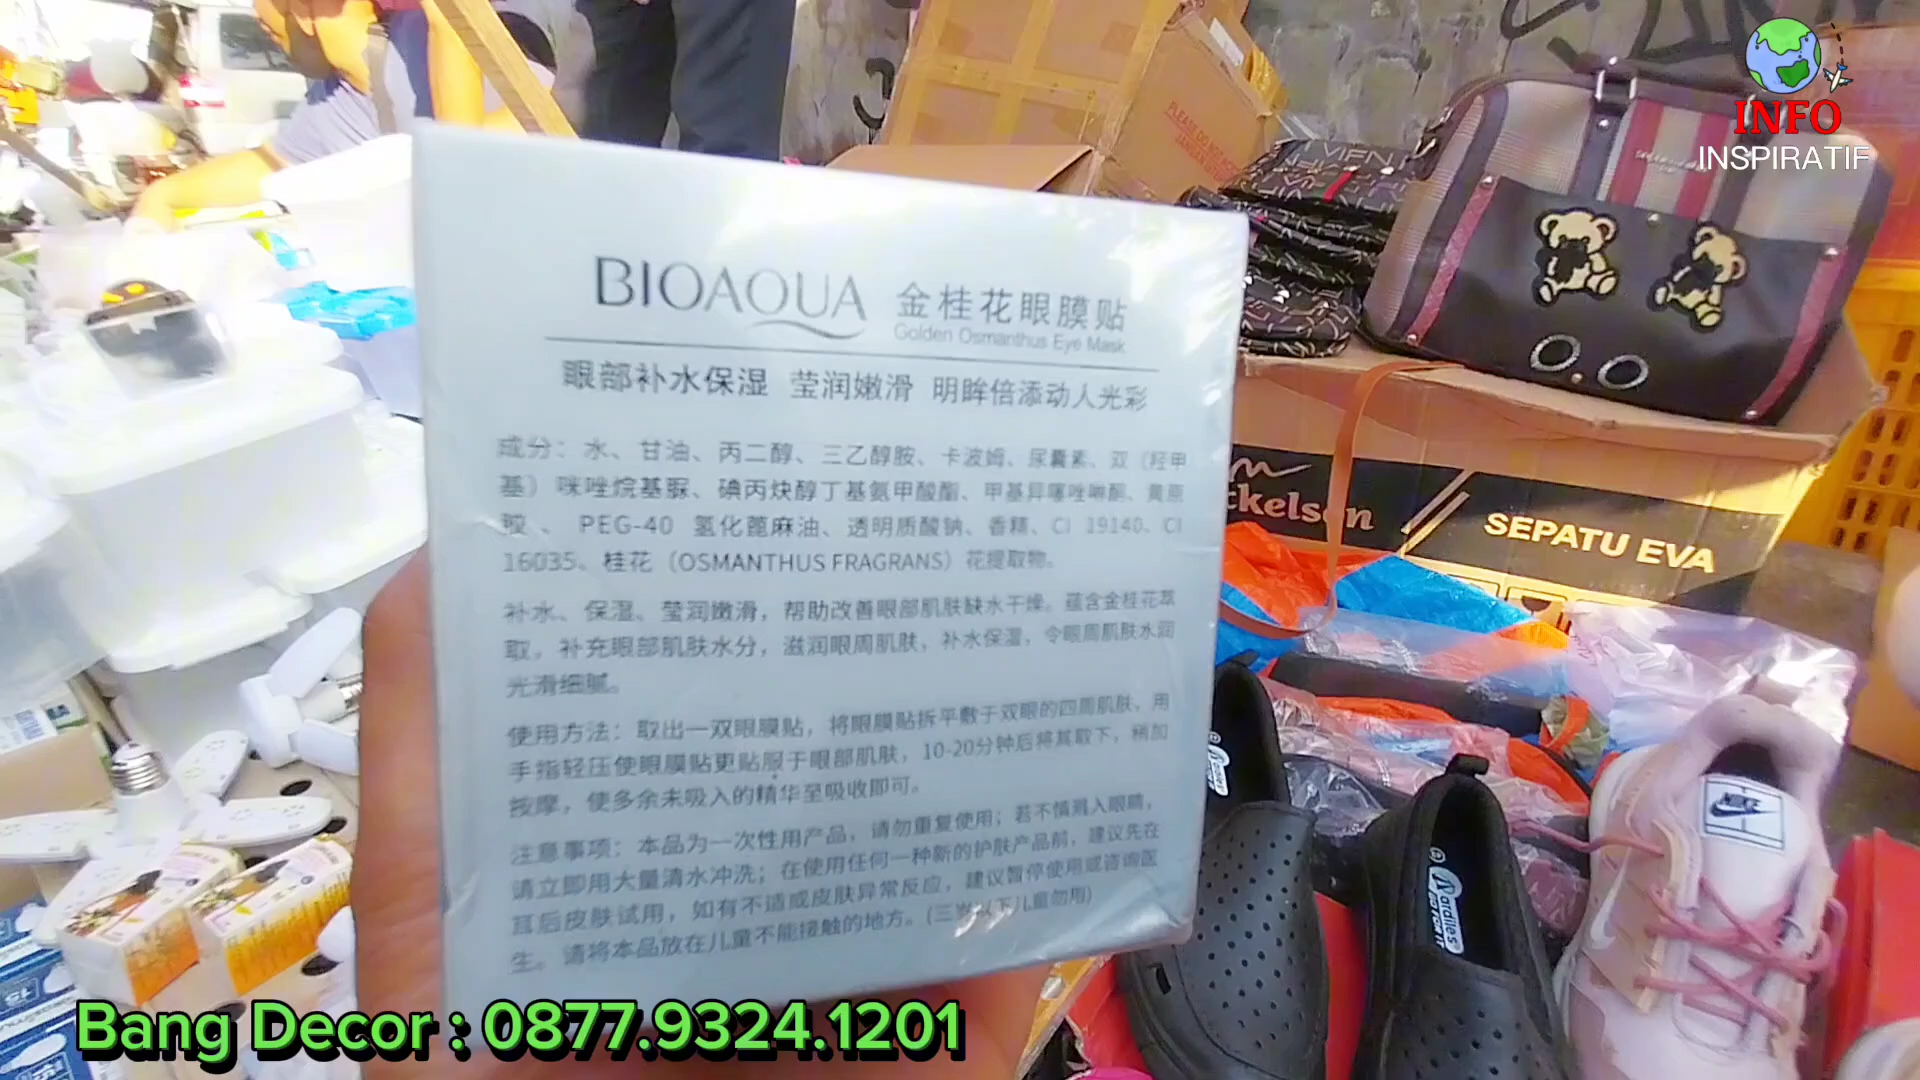 INFO
INSPIRATIF
PLEASE DO NOT
BIOAQUA 金桂花眼膜贴
Golden Osmanthus Eye Mask
眼部补水保湿 莹润嫩滑 明眸倍添动人光彩
成分：水、甘油、丙二醇、三乙醇胺、卡波姆、尿囊素、双（羟甲
基）咪唑烷基脲、碘丙炔醇丁基氨甲酸酯、甲基异噻唑啉酮、黄原
胶、PEG-40 氢化蓖麻油、透明质酸钠、香精、CI 19140、CI
16035、桂花（OSMANTHUS FRAGRANS）花提取物。
补水、保湿、莹润嫩滑，帮助改善眼部肌肤缺水干燥。蕴含金桂花萃
取，补充眼部肌肤水分，滋润眼周肌肤，补水保湿，令眼周肌肤水润
光滑细腻。
使用方法：取出一双眼膜贴，将眼膜贴拆平敷于双眼的四周肌肤，用
手指轻压使眼膜贴更贴服于眼部肌肤，10-20分钟后将其取下，稍加
按摩，使多余未吸入的精华至吸收即可。
注意事项：本品为一次性用产品，请勿重复使用；若不慎溅入眼睛，
请立即用大量清水冲洗；在使用任何一种新的护肤产品前，建议先在
耳后皮肤试用，如有不适或皮肤异常反应，建议暂停使用或咨询医
生。请将本品放在儿童不能接触的地方。(三岁以下儿童勿用)
ckelson // SEPATU EVA
NIKE
ardiles
Bang Decor : 0877.9324.1201